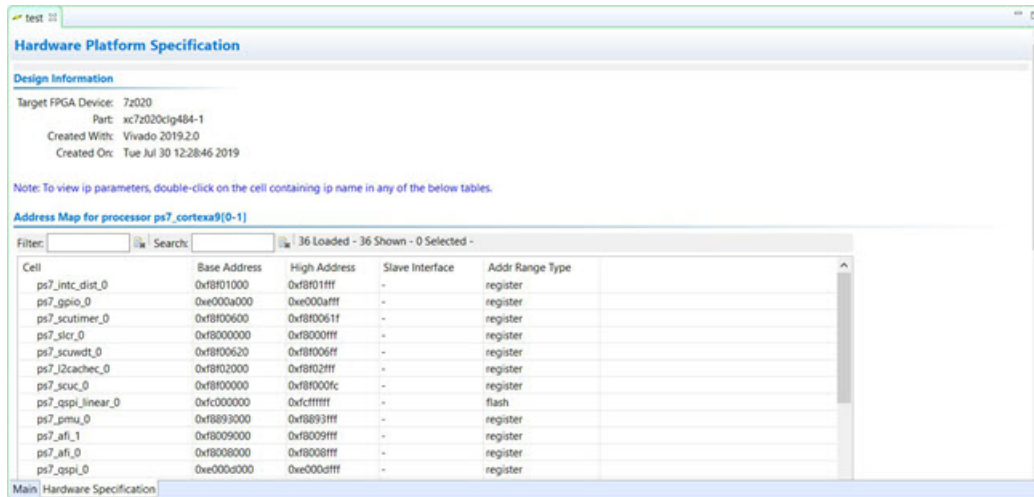 test
Hardware Platform Specification
Design Information
Target FPGA Device: 7z020
Part: xc7z020clg484-1
Created With: Vivado 2019.2.0
Created On: Tue Jul 30 12:28:46 2019
Note: To view ip parameters, double-click on the cell containing ip name in any of the below tables.
Address Map for processor ps7_cortexa9[0-1]
Filter: Search: 36 Loaded - 36 Shown - 0 Selected -
Cell Base Address High Address Slave Interface Addr Range Type
ps7_intc_dist_0 0xf8f01000 0xf8f01fff - register
ps7_gpio_0 0xe000a000 0xe000afff - register
ps7_scutimer_0 0xf8f00600 0xf8f0061f - register
ps7_slcr_0 0xf8000000 0xf8000fff - register
ps7_scuwdt_0 0xf8f00620 0xf8f006ff - register
ps7_l2cachec_0 0xf8f02000 0xf8f02fff - register
ps7_scuc_0 0xf8f00000 0xf8f000fc - register
ps7_qspi_linear_0 0xfc000000 0xfcffffff - flash
ps7_pmu_0 0xf8893000 0xf8893fff - register
ps7_afi_1 0xf8009000 0xf8009fff - register
ps7_afi_0 0xf8008000 0xf8008fff - register
ps7_qspi_0 0xe000d000 0xe000dfff - register
Main Hardware Specification